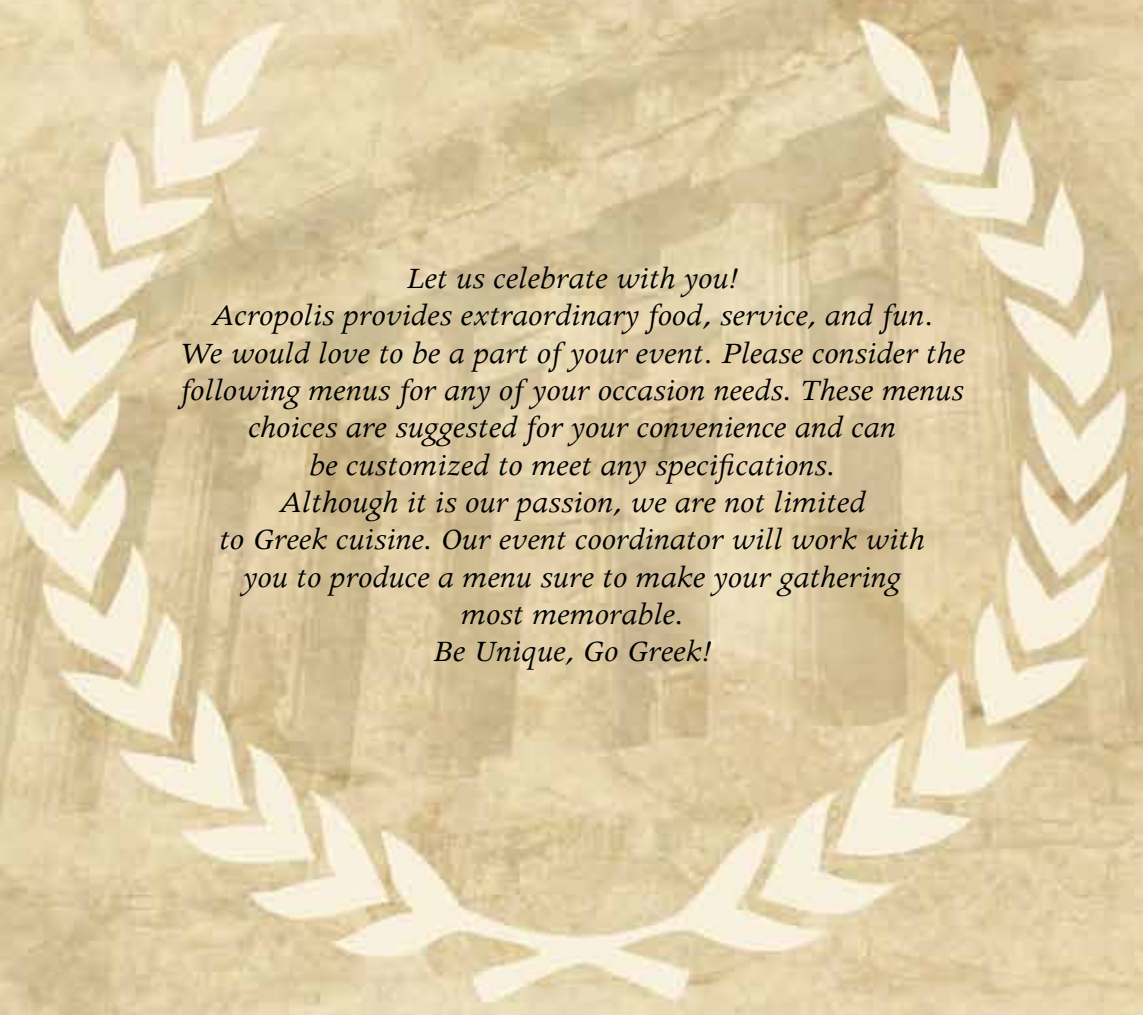 Let us celebrate with you!
Acropolis provides extraordinary food, service, and fun.
We would love to be a part of your event. Please consider the
following menus for any of your occasion needs. These menus
choices are suggested for your convenience and can
be customized to meet any specifications.
Although it is our passion, we are not limited
to Greek cuisine. Our event coordinator will work with
you to produce a menu sure to make your gathering
most memorable.
Be Unique, Go Greek!